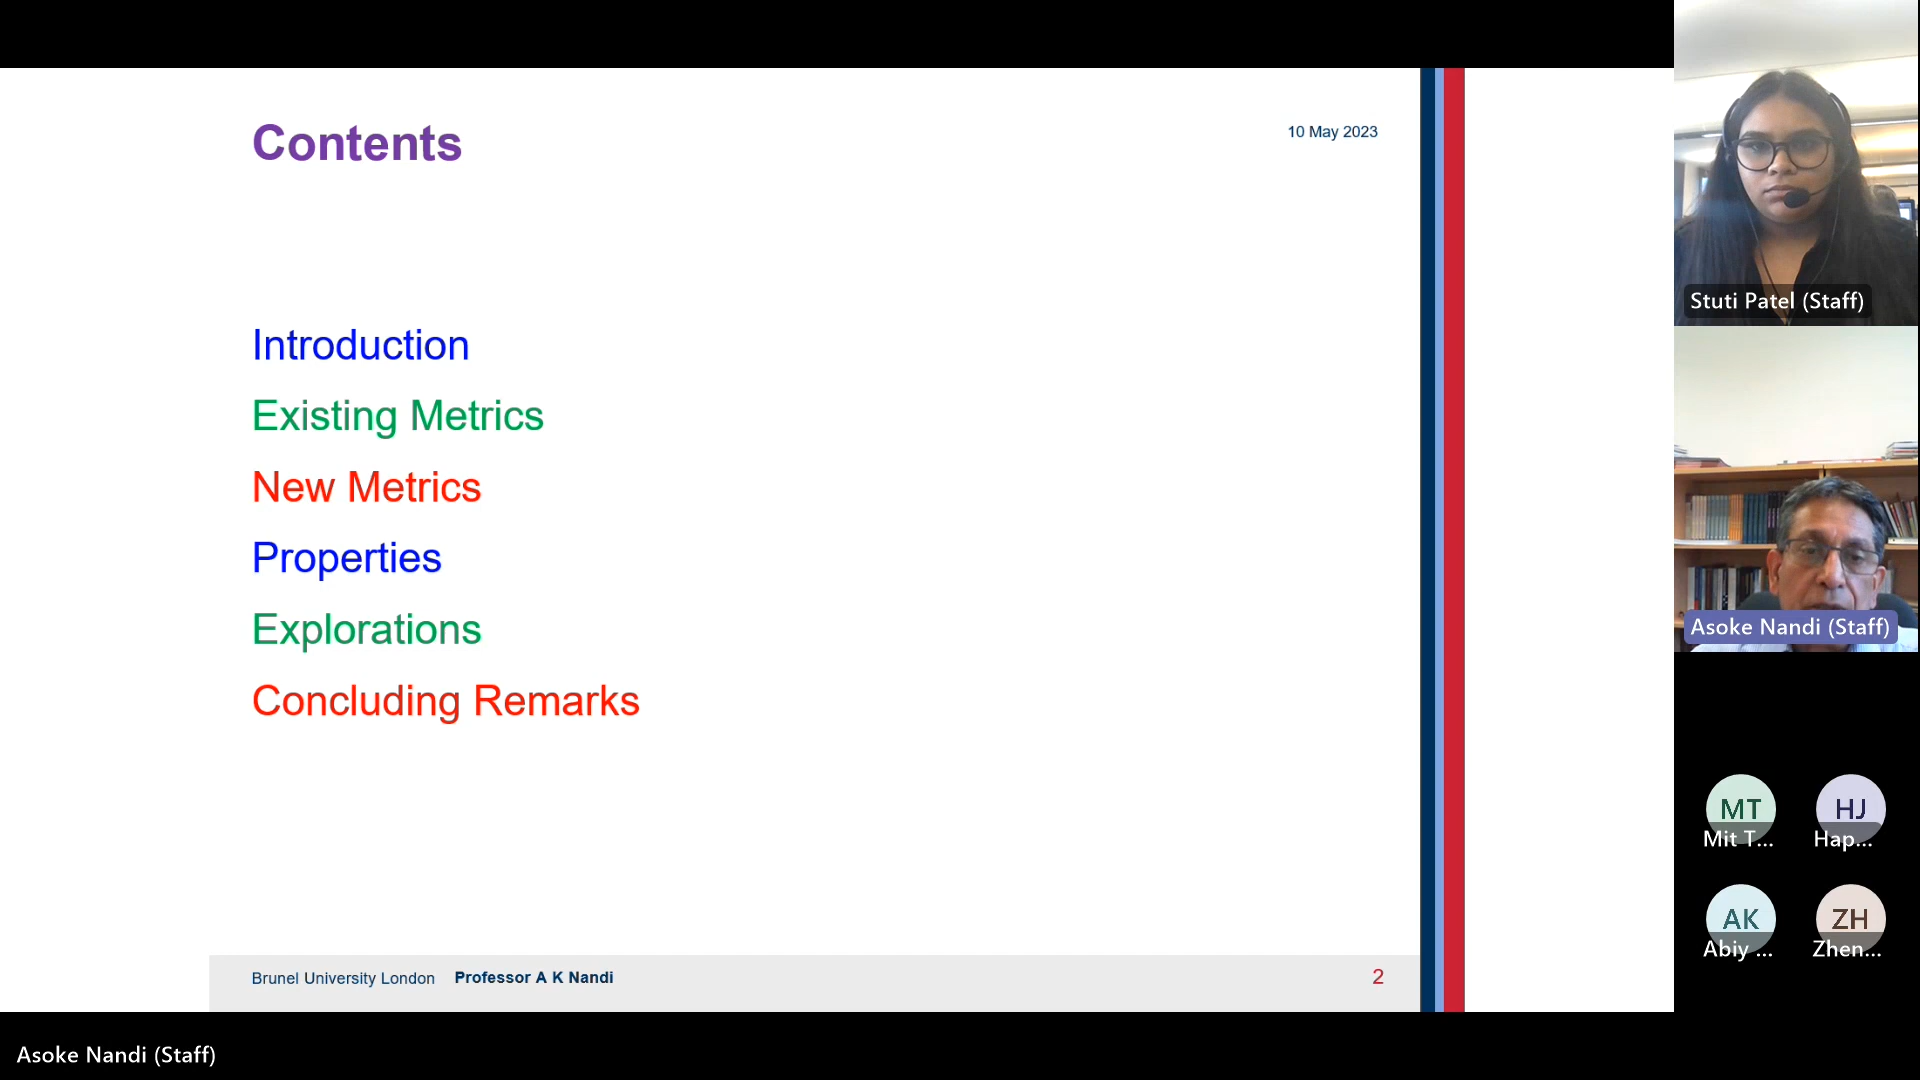 Contents
10 May 2023
Introduction
Existing Metrics
New Metrics
Properties
Explorations
Concluding Remarks
Brunel University London Professor A K Nandi
2
Stuti Patel (Staff)
Asoke Nandi (Staff)
MT
Mit T...
HJ
Hap...
AK
Abiy ...
ZH
Zhen...
Asoke Nandi (Staff)